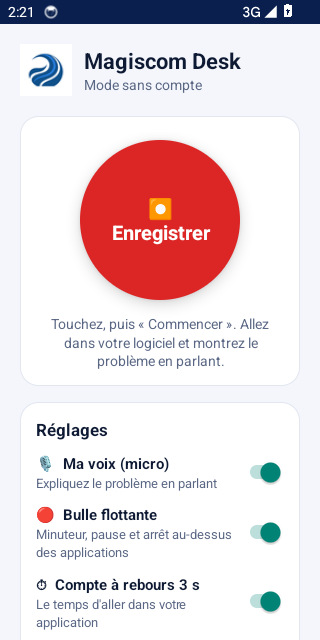 2:21
3G
Magiscom Desk
Mode sans compte
Enregistrer
Touchez, puis « Commencer ». Allez
dans votre logiciel et montrez le
problème en parlant.
Réglages
Ma voix (micro)
Expliquez le problème en parlant
Bulle flottante
Minuteur, pause et arrêt au-dessus
des applications
Compte à rebours 3 s
Le temps d'aller dans votre
application